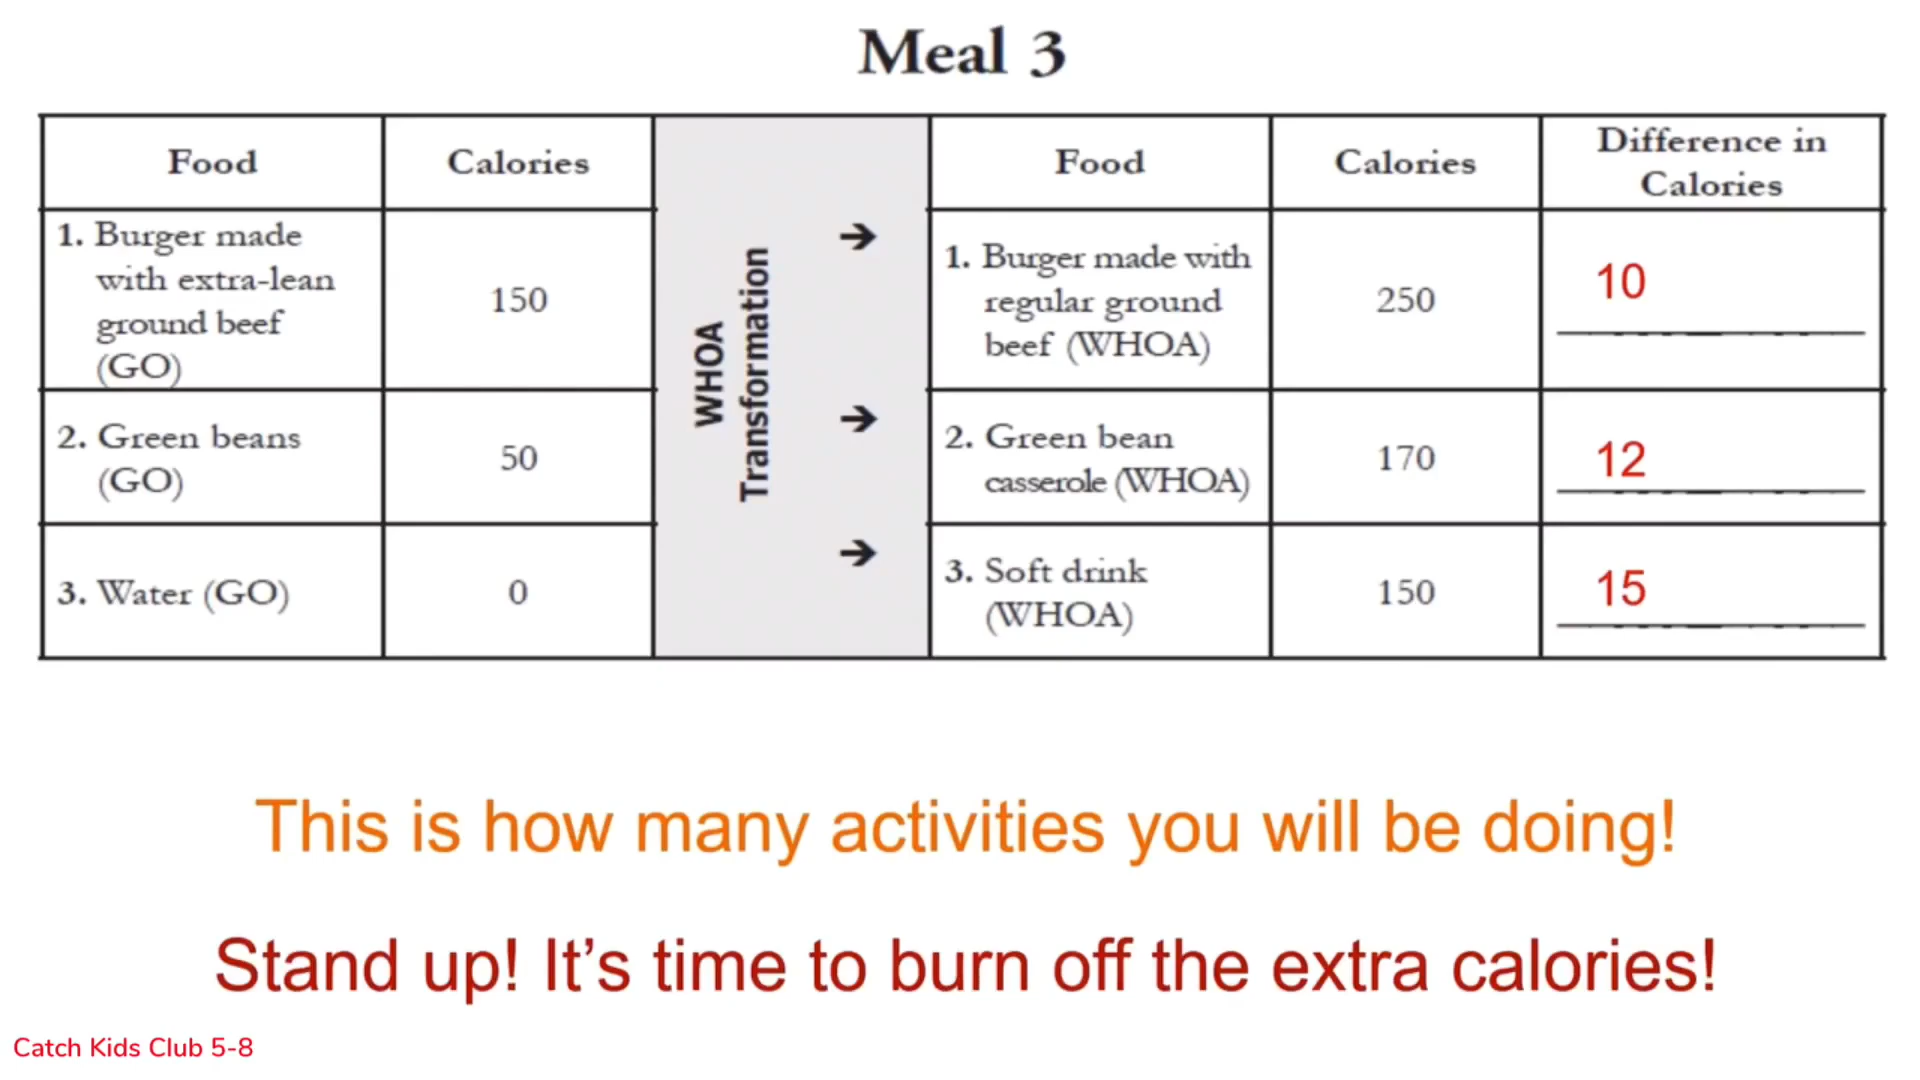 Meal 3
Food
Calories
WHOA
Transformation
Food
Calories
Difference in
Calories
1. Burger made
with extra-lean
ground beef
(GO)
150
➔
1. Burger made with
regular ground
beef (WHOA)
250
10
2. Green beans
(GO)
50
➔
2. Green bean
casserole (WHOA)
170
12
3. Water (GO)
0
➔
3. Soft drink
(WHOA)
150
15
This is how many activities you will be doing!
Stand up! It’s time to burn off the extra calories!
Catch Kids Club 5-8